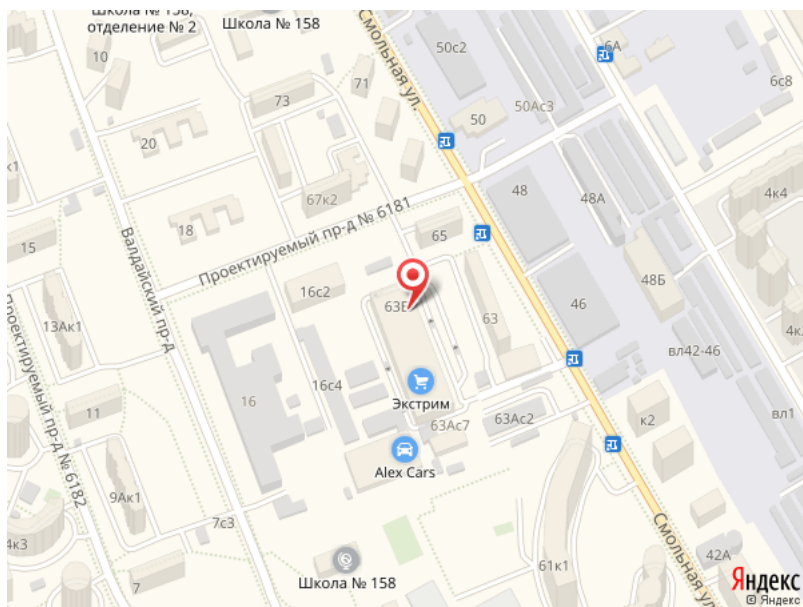 Школа № 158,
отделение № 2
Школа № 158
Смольная ул.
10
50с2
6А
6с8
71
73
50Ас3
50
20
к1
67к2
48
48А
4к4
18
Проектируемый пр-д № 6181
65
15
Валдайский пр-д
16с2
63Б
48Б
46
63
13Ак1
4к
Проектируемый пр-д № 6182
16с4
вл42-46
16
Экстрим
11
63Ас7
63Ас2
к2
вл1
Alex Cars
9Ак1
7с3
Смольная ул
4к3
42А
61к1
7
Школа № 158
Яндекс
© Яндекс